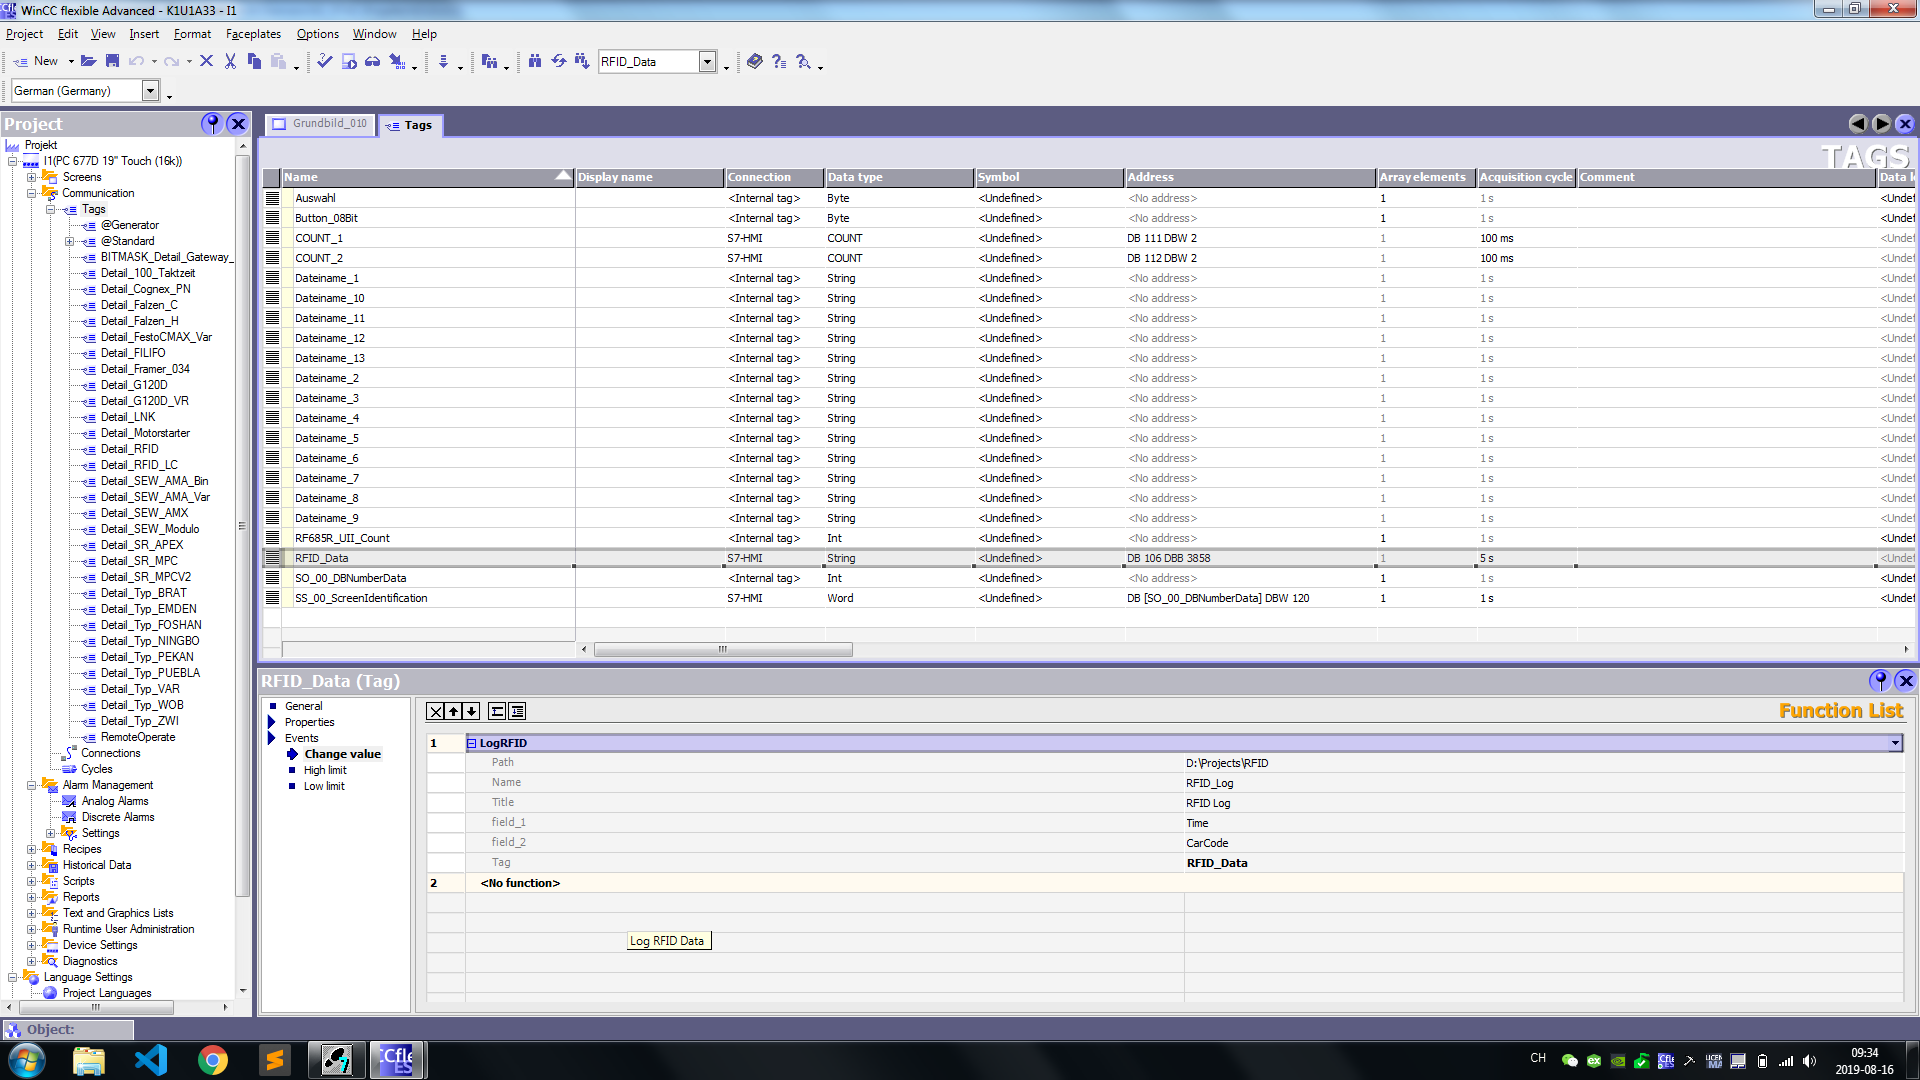 WinCC flexible Advanced - K1U1A33 - I1
Project Edit View Insert Format Faceplates Options Window Help
New RFID_Data
German (Germany)
Project
Projekt
I1(PC 677D 19" Touch (16k))
Screens
Communication
Tags
@Generator
@Standard
BITMASK_Detail_Gateway_
Detail_100_Taktzeit
Detail_Cognex_PN
Detail_Falzen_C
Detail_Falzen_H
Detail_FestoCMAX_Var
Detail_FILIFO
Detail_Framer_034
Detail_G120D
Detail_G120D_VR
Detail_LNK
Detail_Motorstarter
Detail_RFID
Detail_RFID_LC
Detail_SEW_AMA_Bin
Detail_SEW_AMA_Var
Detail_SEW_AMX
Detail_SEW_Modulo
Detail_SR_APEX
Detail_SR_MPC
Detail_SR_MPCV2
Detail_Typ_BRAT
Detail_Typ_EMDEN
Detail_Typ_FOSHAN
Detail_Typ_NINGBO
Detail_Typ_PEKAN
Detail_Typ_PUEBLA
Detail_Typ_VAR
Detail_Typ_WOB
Detail_Typ_ZWI
RemoteOperate
Connections
Cycles
Alarm Management
Analog Alarms
Discrete Alarms
Settings
Recipes
Historical Data
Scripts
Reports
Text and Graphics Lists
Runtime User Administration
Device Settings
Diagnostics
Language Settings
Project Languages
Object:
Grundbild_010 Tags
TAGS
Name Display name Connection Data type Symbol Address Array elements Acquisition cycle Comment Data l
Auswahl <Internal tag> Byte <Undefined> <No address> 1 1 s <Undef
Button_08Bit <Internal tag> Byte <Undefined> <No address> 1 1 s <Undef
COUNT_1 S7-HMI COUNT <Undefined> DB 111 DBW 2 1 100 ms <Undef
COUNT_2 S7-HMI COUNT <Undefined> DB 112 DBW 2 1 100 ms <Undef
Dateiname_1 <Internal tag> String <Undefined> <No address> 1 1 s <Undef
Dateiname_10 <Internal tag> String <Undefined> <No address> 1 1 s <Undef
Dateiname_11 <Internal tag> String <Undefined> <No address> 1 1 s <Undef
Dateiname_12 <Internal tag> String <Undefined> <No address> 1 1 s <Undef
Dateiname_13 <Internal tag> String <Undefined> <No address> 1 1 s <Undef
Dateiname_2 <Internal tag> String <Undefined> <No address> 1 1 s <Undef
Dateiname_3 <Internal tag> String <Undefined> <No address> 1 1 s <Undef
Dateiname_4 <Internal tag> String <Undefined> <No address> 1 1 s <Undef
Dateiname_5 <Internal tag> String <Undefined> <No address> 1 1 s <Undef
Dateiname_6 <Internal tag> String <Undefined> <No address> 1 1 s <Undef
Dateiname_7 <Internal tag> String <Undefined> <No address> 1 1 s <Undef
Dateiname_8 <Internal tag> String <Undefined> <No address> 1 1 s <Undef
Dateiname_9 <Internal tag> String <Undefined> <No address> 1 1 s <Undef
RF685R_UII_Count <Internal tag> Int <Undefined> <No address> 1 1 s <Undef
RFID_Data S7-HMI String <Undefined> DB 106 DBB 3858 1 5 s <Undef
SO_00_DBNumberData <Internal tag> Int <Undefined> <No address> 1 1 s <Undef
SS_00_ScreenIdentification S7-HMI Word <Undefined> DB [SO_00_DBNumberData] DBW 120 1 1 s <Undef
RFID_Data (Tag)
General
Properties
Events
Change value
High limit
Low limit
Function List
1 LogRFID
Path D:\Projects\RFID
Name RFID_Log
Title RFID Log
field_1 Time
field_2 CarCode
Tag RFID_Data
2 <No function>
Log RFID Data
CH
09:34
2019-08-16